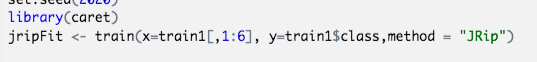 set.seed(2020)
library(caret)
jripFit <- train(x=train1[,1:6], y=train1$class,method = "JRip")